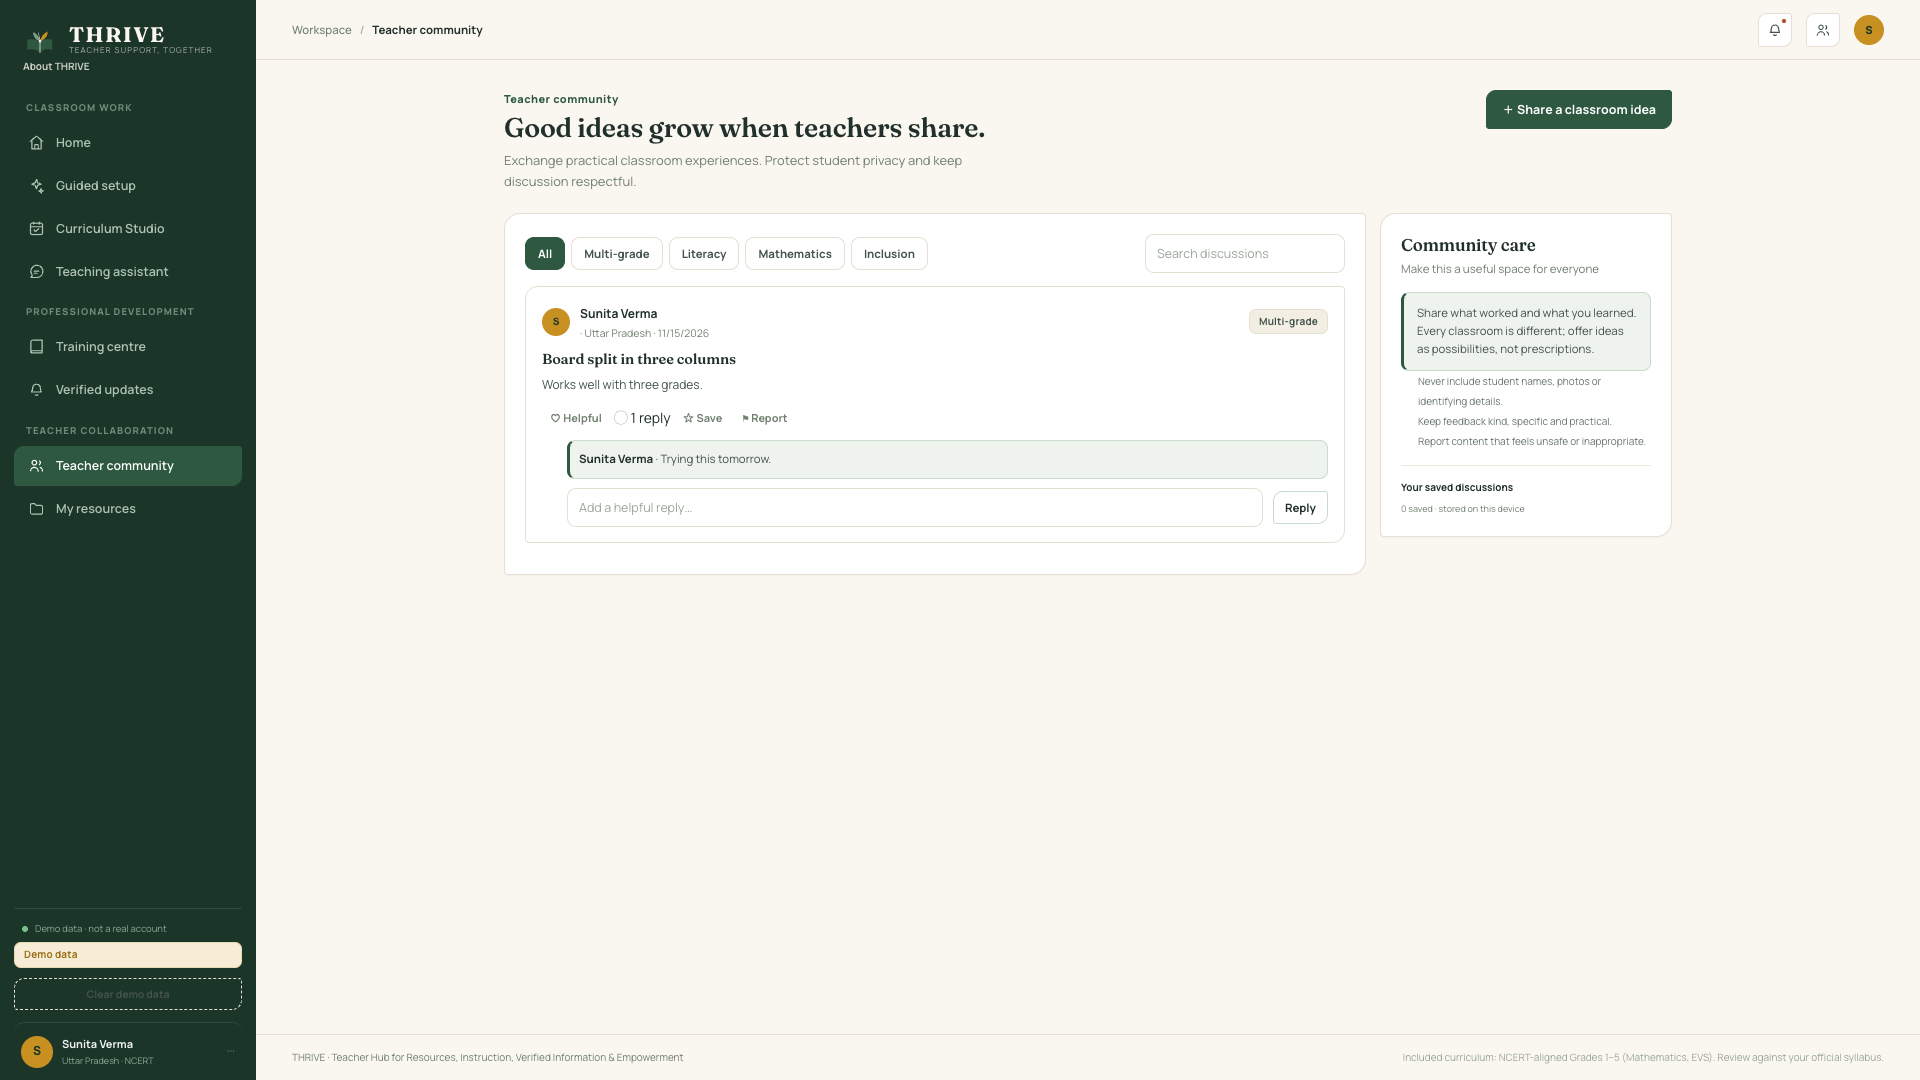 THRIVE
TEACHER SUPPORT, TOGETHER
About THRIVE
CLASSROOM WORK
Home
Guided setup
Curriculum Studio
Teaching assistant
PROFESSIONAL DEVELOPMENT
Training centre
Verified updates
TEACHER COLLABORATION
Teacher community
My resources
Demo data · not a real account
Demo data
Clear demo data
S
Sunita Verma
Uttar Pradesh · NCERT
...
Workspace / Teacher community
S
Teacher community
Good ideas grow when teachers share.
Exchange practical classroom experiences. Protect student privacy and keep
discussion respectful.
+ Share a classroom idea
All Multi-grade Literacy Mathematics Inclusion
Search discussions
S
Sunita Verma
· Uttar Pradesh · 11/15/2026
Multi-grade
Board split in three columns
Works well with three grades.
♡ Helpful ◯ 1 reply ☆ Save ⚑ Report
Sunita Verma · Trying this tomorrow.
Add a helpful reply…
Reply
Community care
Make this a useful space for everyone
Share what worked and what you learned.
Every classroom is different; offer ideas
as possibilities, not prescriptions.
Never include student names, photos or
identifying details.
Keep feedback kind, specific and practical.
Report content that feels unsafe or inappropriate.
Your saved discussions
0 saved · stored on this device
THRIVE · Teacher Hub for Resources, Instruction, Verified Information & Empowerment
Included curriculum: NCERT-aligned Grades 1–5 (Mathematics, EVS). Review against your official syllabus.